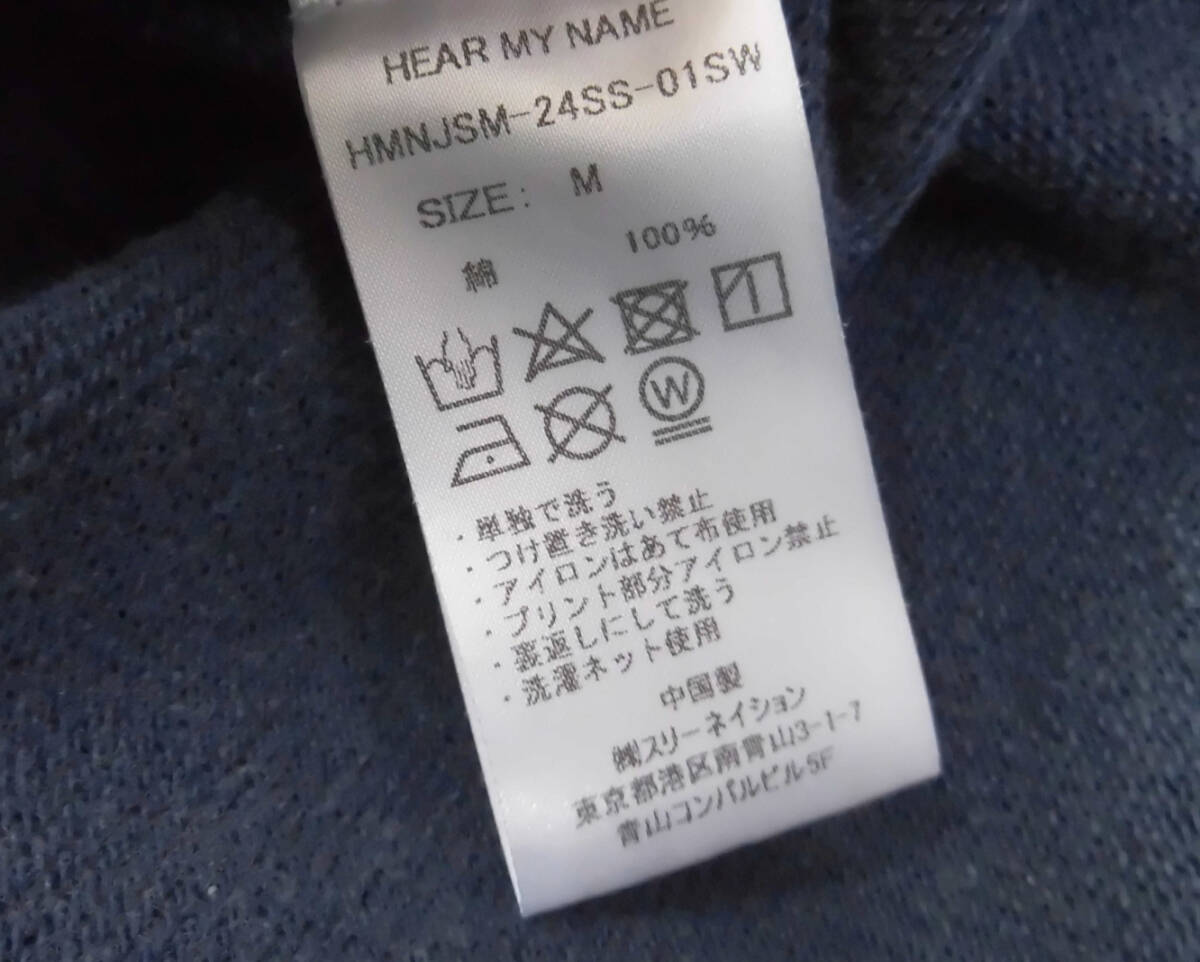 HEAR MY NAME
HMNJSM-24SS-01SW
SIZE: M
綿 100%
W
・単独で洗う
・つけ置き洗い禁止
・アイロンはあて布使用
・プリント部分アイロン禁止
・裏返しにして洗う
・洗濯ネット使用
中国製
㈱スリーネイション
東京都港区南青山3-1-7
青山コンパルビル5F